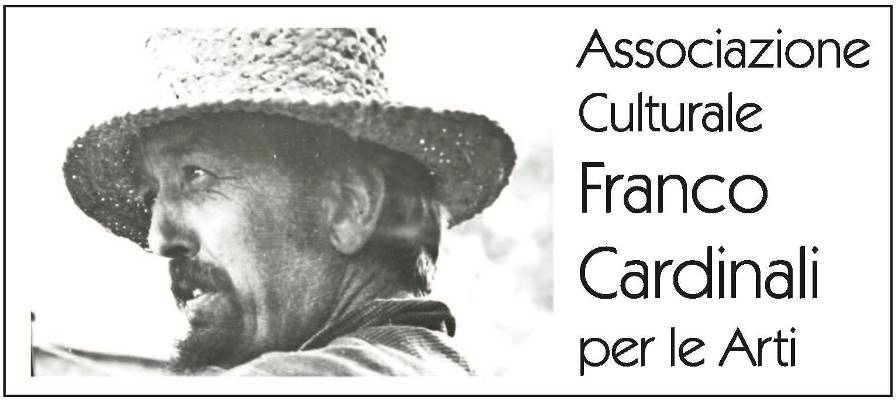 Associazione
Culturale
Franco
Cardinali
per le Arti